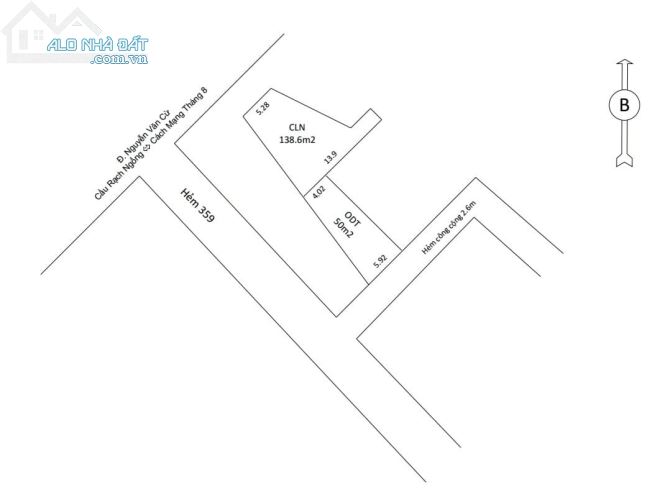 ALO NHÀ ĐẤT
.com.vn
Đ. Nguyễn Văn Cừ
Cầu Rạch Ngỗng ⇔ Cách Mạng Tháng 8
Hẻm 359
5.28
CLN
138.6m2
13.9
4.02
ODT
50m2
5.92
Hẻm công cộng 2.6m
B